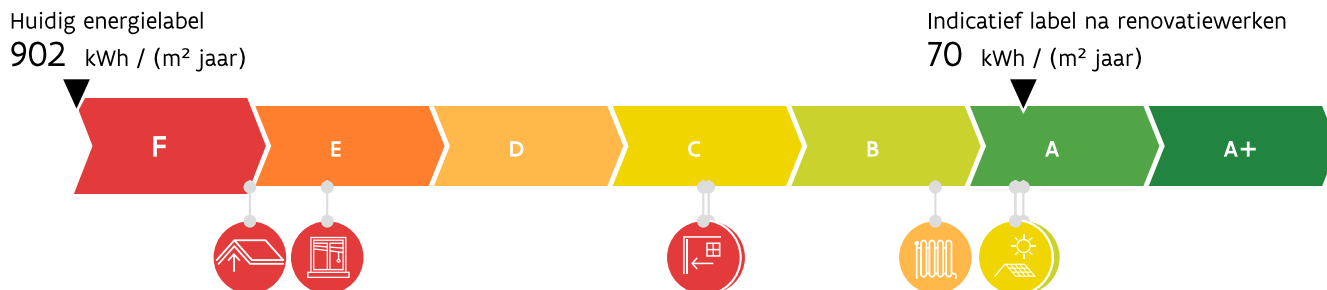 Huidig energielabel
902 kWh / (m² jaar)
Indicatief label na renovatiewerken
70 kWh / (m² jaar)
F E D C B A A+